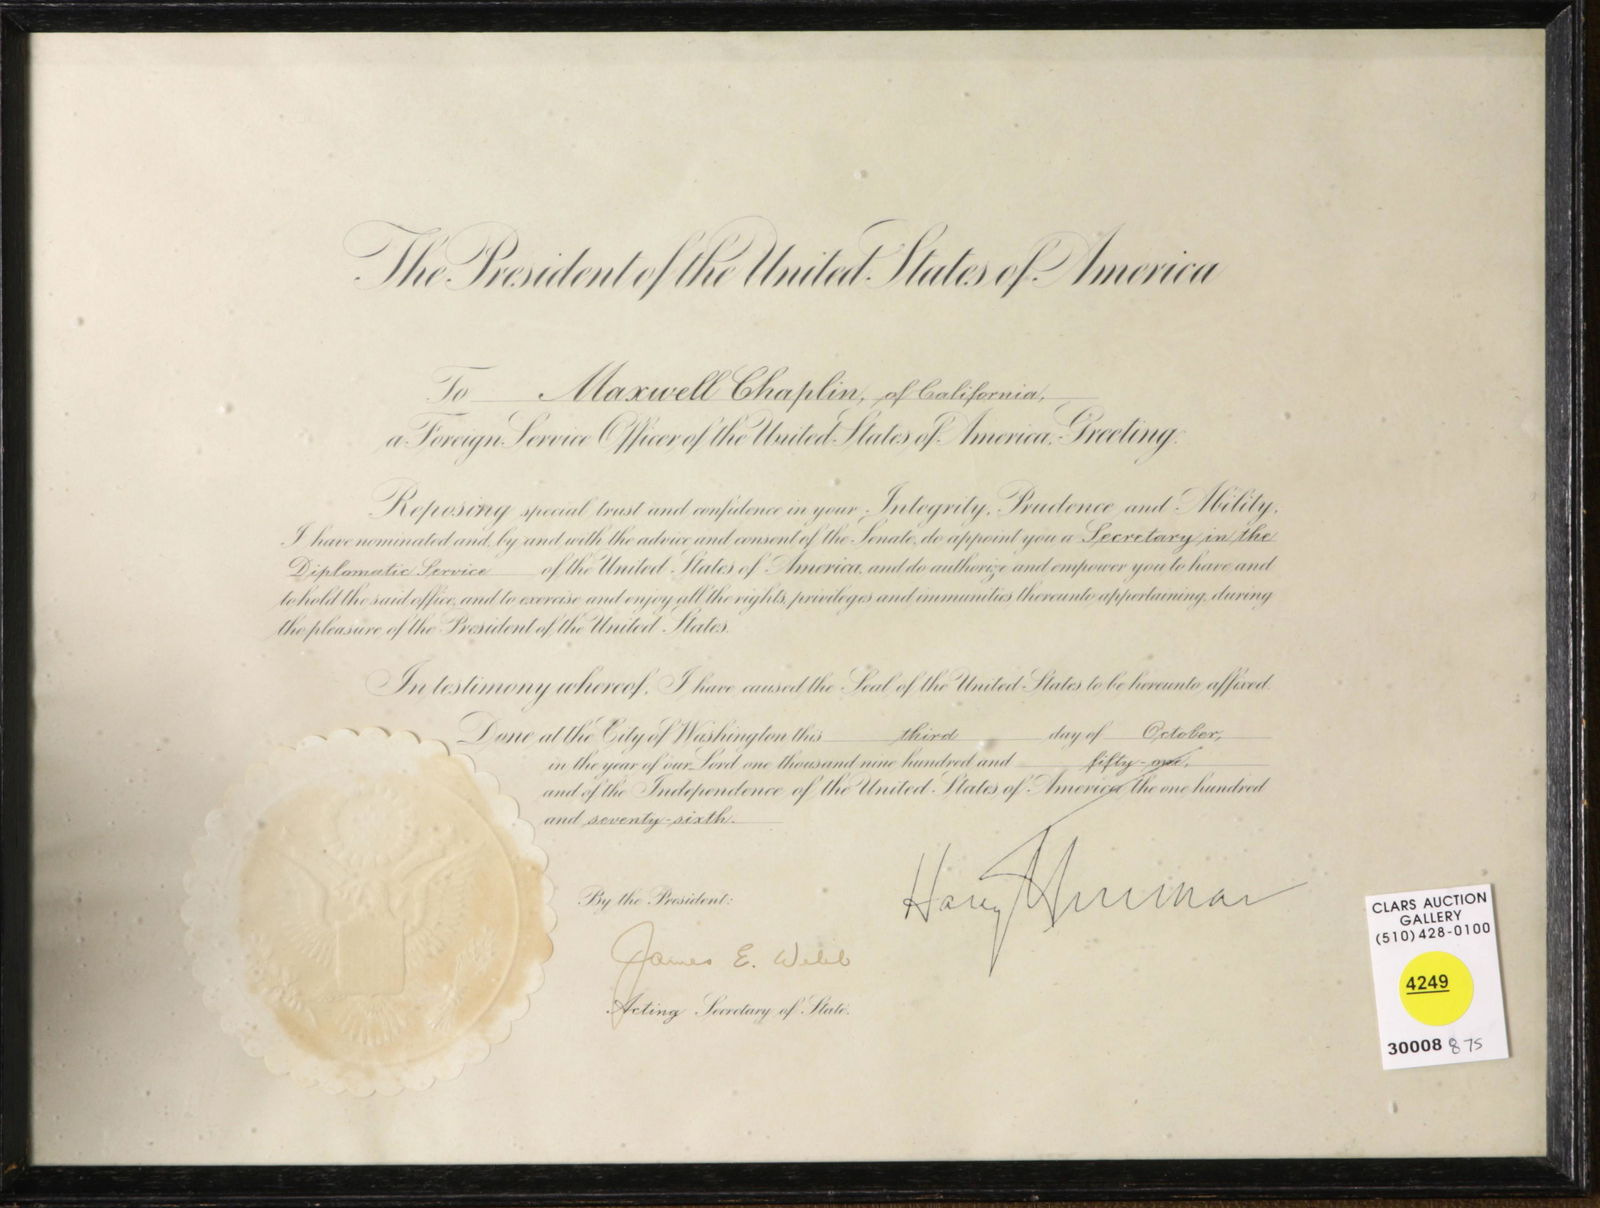 The President of the United States of America
To Maxwell Chaplin, of California,
a Foreign Service Officer of the United States of America, Greeting:
Reposing special trust and confidence in your Integrity, Prudence and Ability,
I have nominated and, by and with the advice and consent of the Senate, do appoint you a Secretary in the
Diplomatic Service of the United States of America, and do authorize and empower you to have and
to hold the said office, and to exercise and enjoy all the rights, privileges and immunities thereunto appertaining, during
the pleasure of the President of the United States.
In testimony whereof, I have caused the Seal of the United States to be hereunto affixed.
Done at the City of Washington this third day of October,
in the year of our Lord one thousand nine hundred and fifty-one,
and of the Independence of the United States of America the one hundred
and seventy-sixth.
Harry Truman
By the President:
James E. Webb
Acting Secretary of State.
CLARS AUCTION
GALLERY
(510)428-0100
4249
30008 875